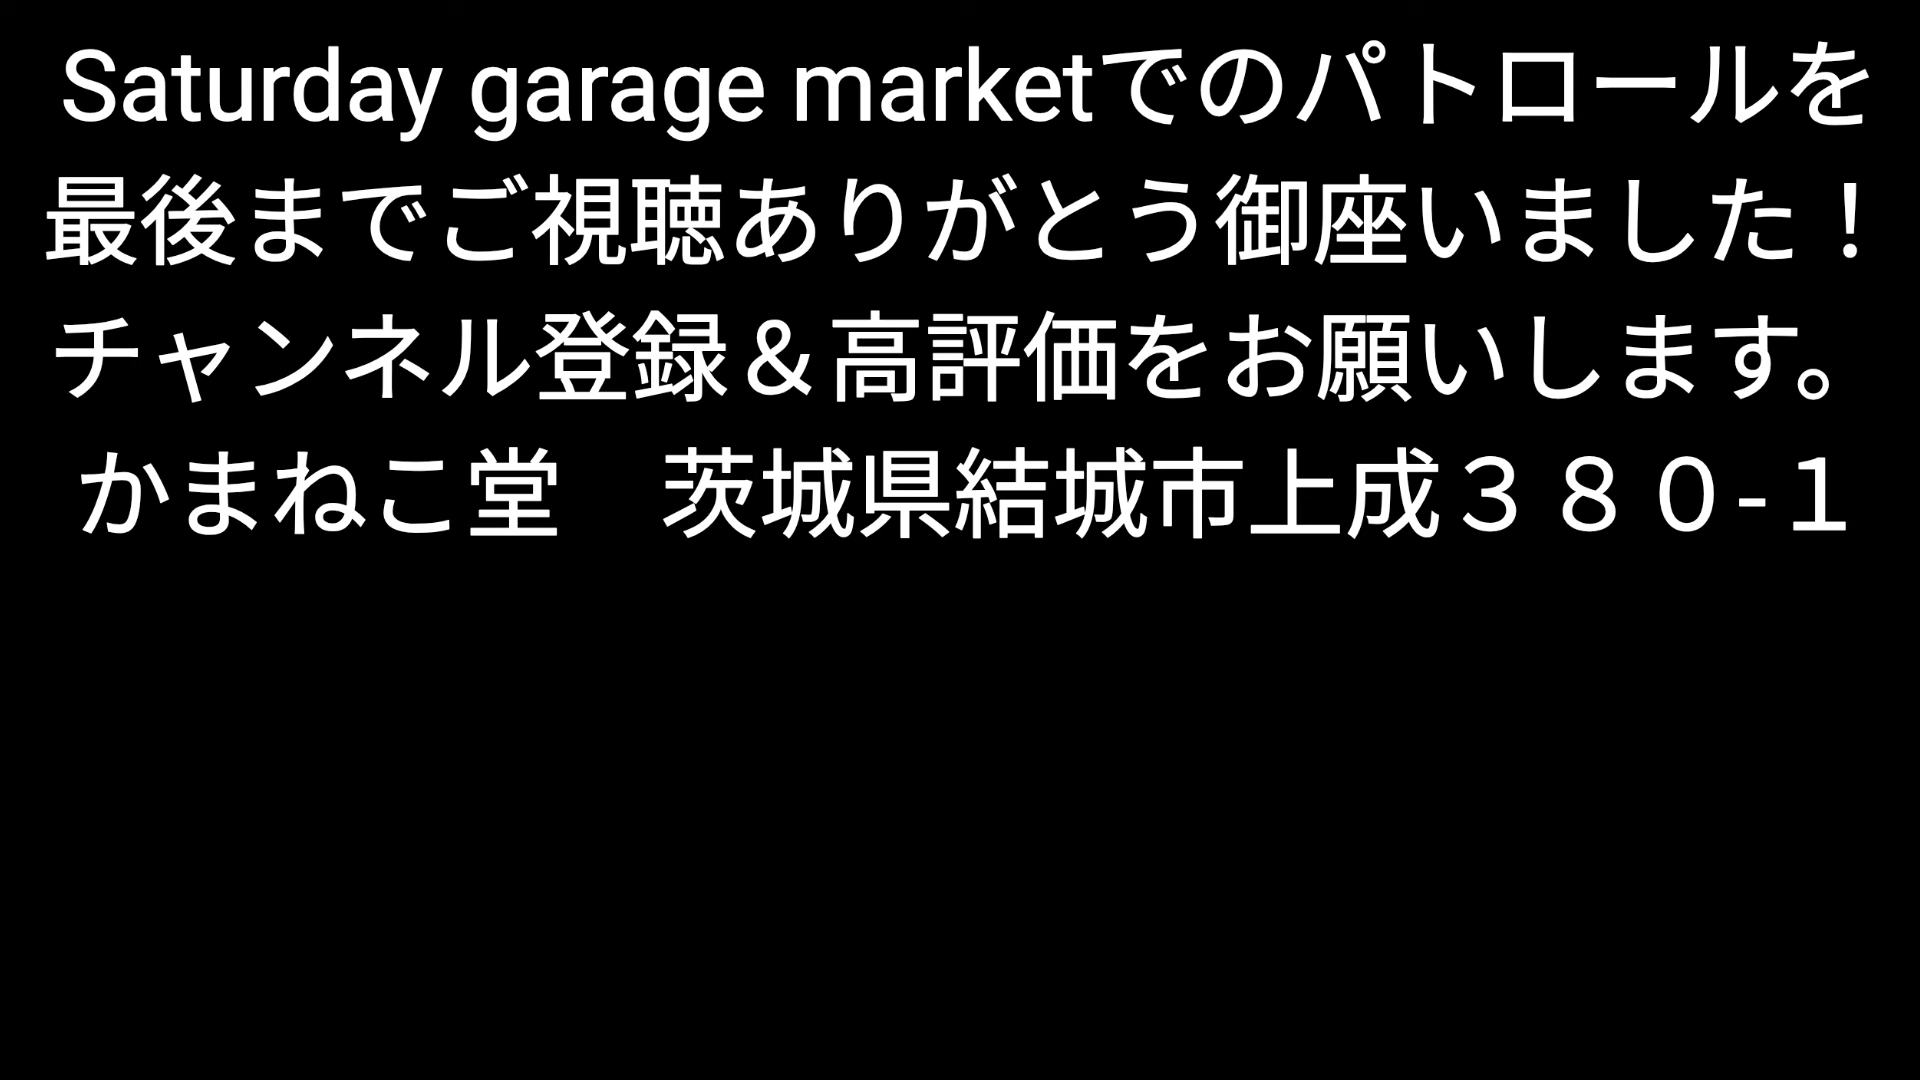 Saturday garage marketでのパトロールを
最後までご視聴ありがとう御座いました！
チャンネル登録＆高評価をお願いします。
かまねこ堂　茨城県結城市上成３８０-１